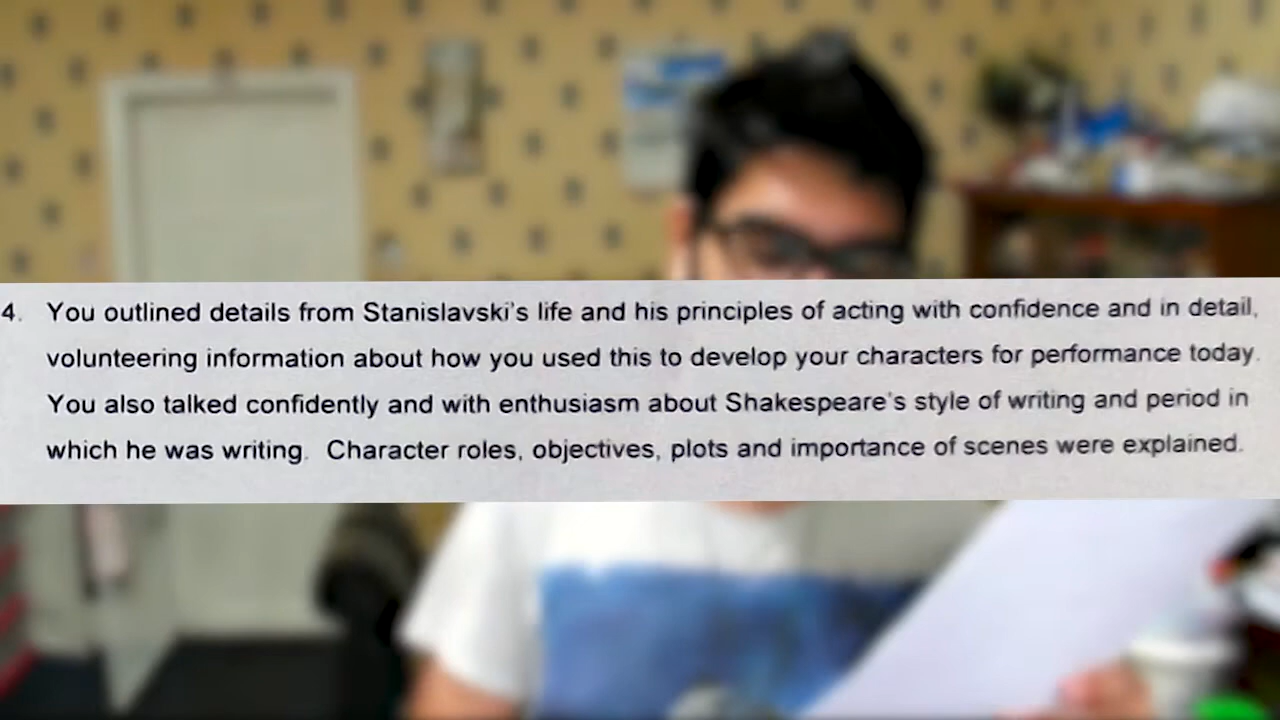 4. You outlined details from Stanislavski's life and his principles of acting with confidence and in detail,
volunteering information about how you used this to develop your characters for performance today.
You also talked confidently and with enthusiasm about Shakespeare's style of writing and period in
which he was writing. Character roles, objectives, plots and importance of scenes were explained.